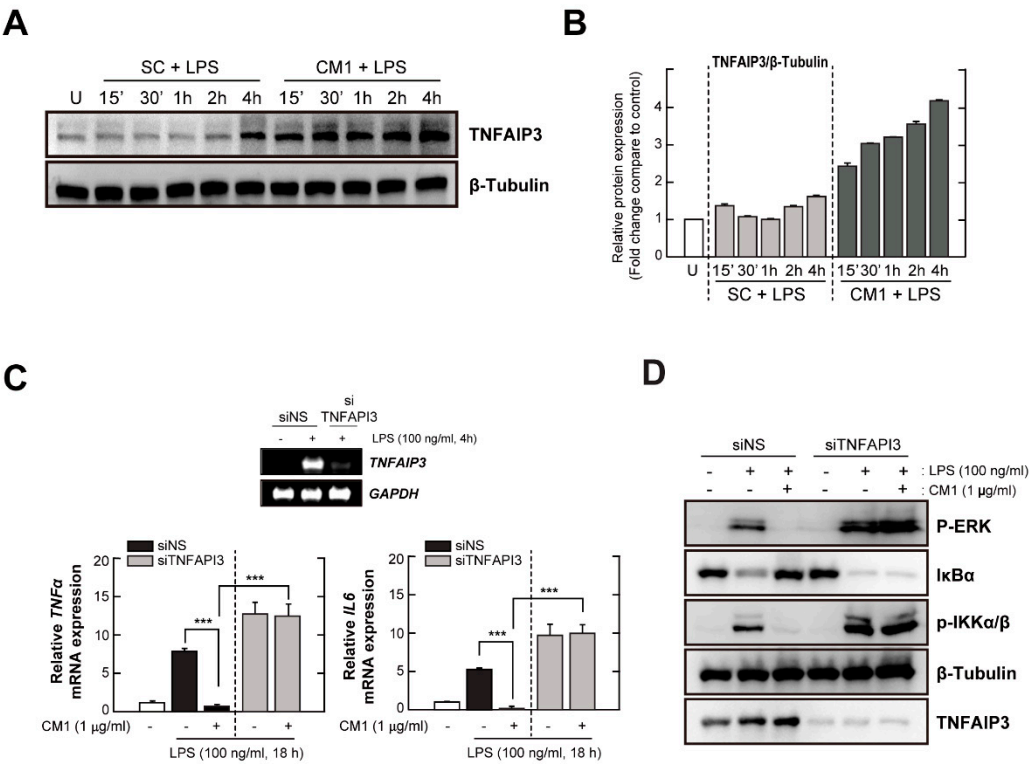 A
SC + LPS CM1 + LPS
U 15’ 30’ 1h 2h 4h 15’ 30’ 1h 2h 4h
TNFAIP3
β-Tubulin
B
TNFAIP3/β-Tubulin
Relative protein expression
(Fold change compare to control)
4
3
2
1
0
U 15’ 30’ 1h 2h 4h 15’ 30’ 1h 2h 4h
SC + LPS CM1 + LPS
C
si
siNS TNFAPI3
- + + LPS (100 ng/ml, 4h)
TNFAIP3
GAPDH
siNS
siTNFAPI3
Relative TNFα
mRNA expression
20
15
10
5
0
***
***
CM1 (1 μg/ml) - - + - +
LPS (100 ng/ml, 18 h)
siNS
siTNFAPI3
Relative IL6
mRNA expression
20
15
10
5
0
***
***
CM1 (1 μg/ml) - - + - +
LPS (100 ng/ml, 18 h)
D
siNS siTNFAPI3
- + + - + + : LPS (100 ng/ml)
- - + - - + : CM1 (1 μg/ml)
P-ERK
IκBα
p-IKKα/β
β-Tubulin
TNFAIP3